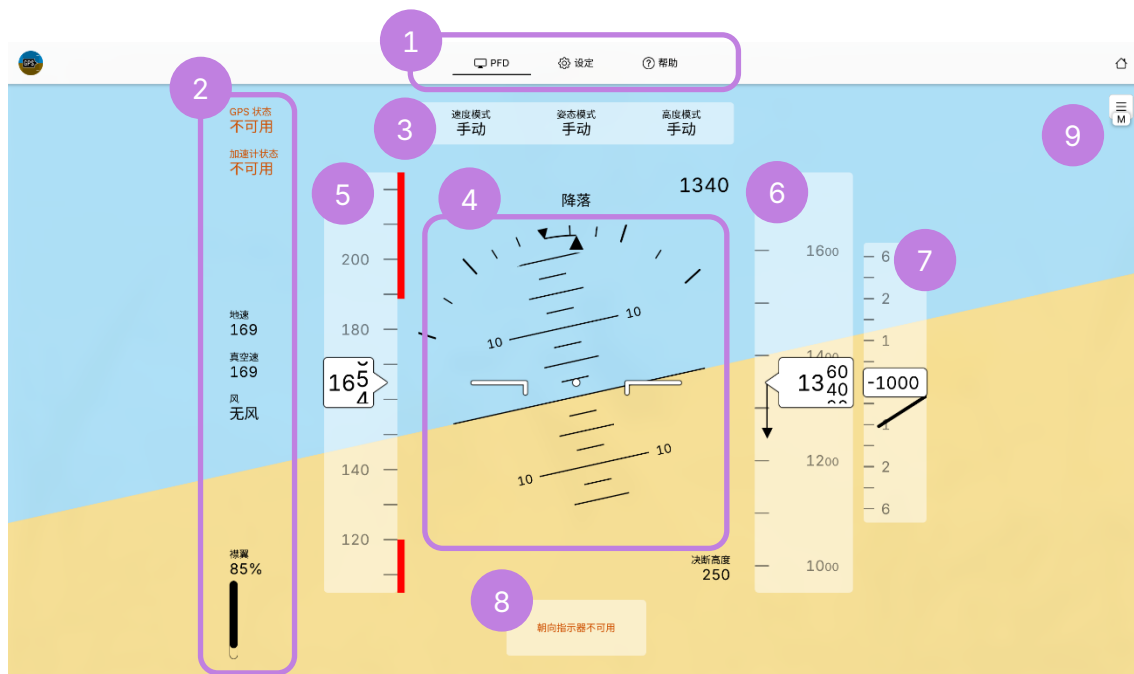 1
GPS
PFD
设定
帮助
2
GPS 状态
不可用
加速计状态
不可用
3
速度模式
手动
姿态模式
手动
高度模式
手动
M
9
5
4
降落
1340
6
7
200
180
165
4
140
120
10
10
10
10
1600
1400
1200
1000
13
60
40
6
2
1
-1000
1
2
6
地速
169
真空速
169
风
无风
襟翼
85%
决断高度
250
8
朝向指示器不可用